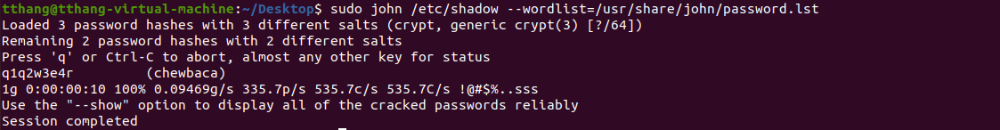 tthang@tthang-virtual-machine:~/Desktop$ sudo john /etc/shadow --wordlist=/usr/share/john/password.lst
Loaded 3 password hashes with 3 different salts (crypt, generic crypt(3) [?/64])
Remaining 2 password hashes with 2 different salts
Press 'q' or Ctrl-C to abort, almost any other key for status
q1q2w3e4r        (chewbaca)
1g 0:00:00:10 100% 0.09469g/s 335.7p/s 535.7c/s 535.7C/s !@#$%..sss
Use the "--show" option to display all of the cracked passwords reliably
Session completed